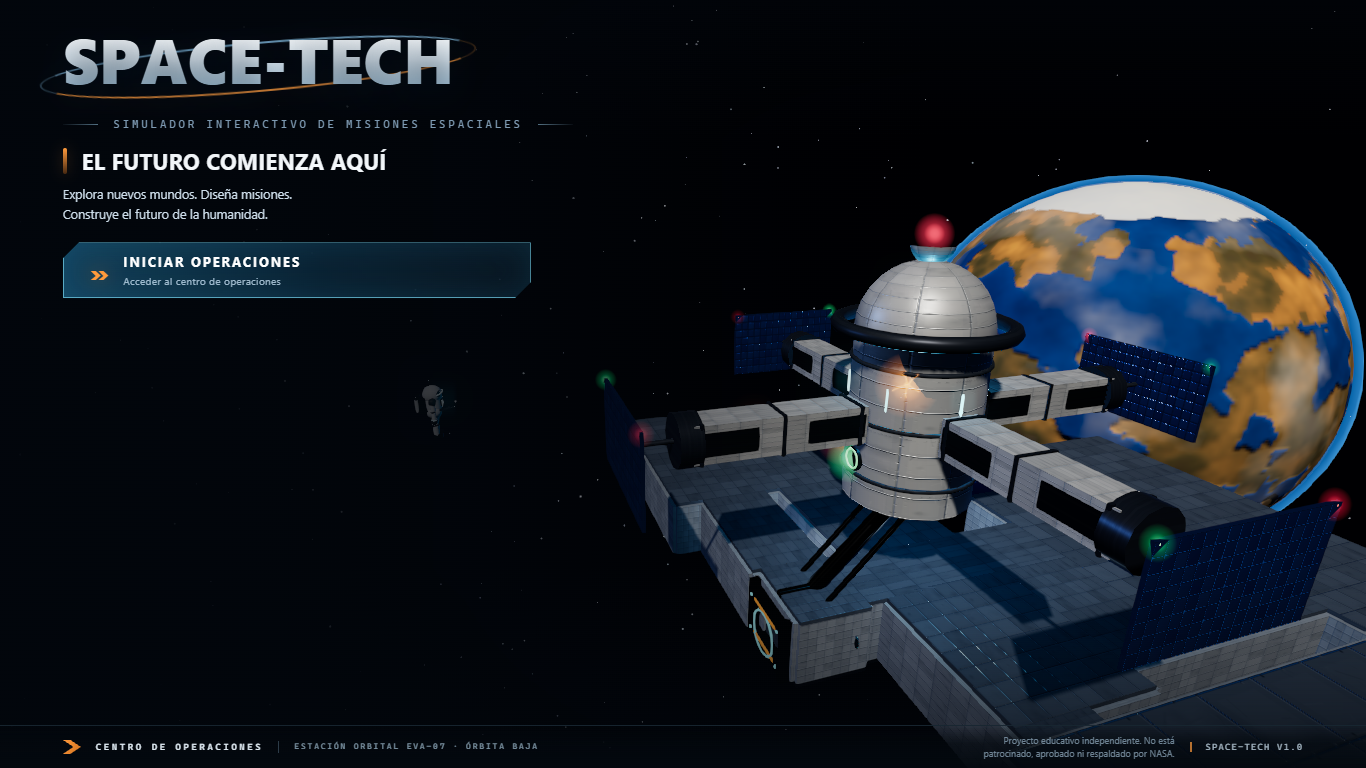 SPACE-TECH
SIMULADOR INTERACTIVO DE MISIONES ESPACIALES
EL FUTURO COMIENZA AQUÍ
Explora nuevos mundos. Diseña misiones.
Construye el futuro de la humanidad.
INICIAR OPERACIONES
Acceder al centro de operaciones
CENTRO DE OPERACIONES
ESTACIÓN ORBITAL EVA-07 · ÓRBITA BAJA
Proyecto educativo independiente. No está
patrocinado, aprobado ni respaldado por NASA.
SPACE-TECH V1.0